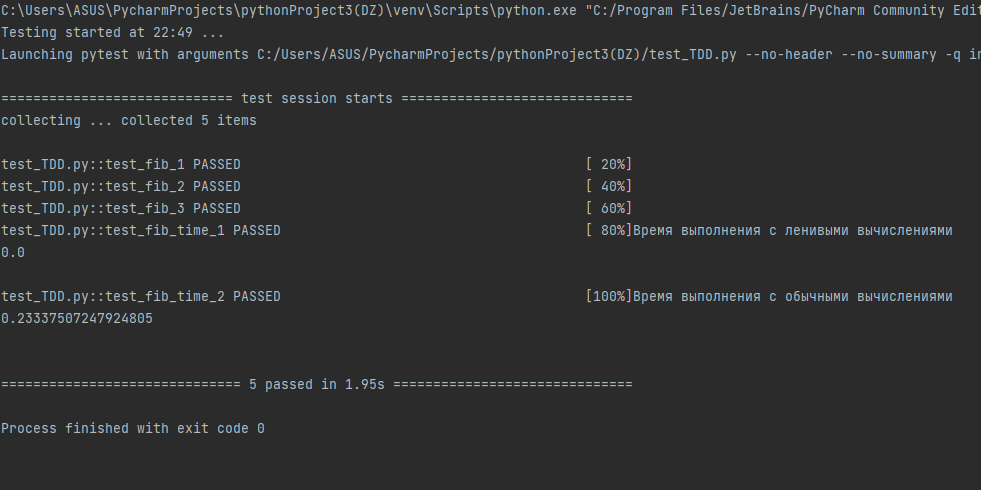 C:\Users\ASUS\PycharmProjects\pythonProject3(DZ)\venv\Scripts\python.exe "C:/Program Files/JetBrains/PyCharm Community Edit
Testing started at 22:49 ...
Launching pytest with arguments C:/Users/ASUS/PycharmProjects/pythonProject3(DZ)/test_TDD.py --no-header --no-summary -q in
============================= test session starts =============================
collecting ... collected 5 items
test_TDD.py::test_fib_1 PASSED [ 20%]
test_TDD.py::test_fib_2 PASSED [ 40%]
test_TDD.py::test_fib_3 PASSED [ 60%]
test_TDD.py::test_fib_time_1 PASSED [ 80%]Время выполнения с ленивыми вычислениями
0.0
test_TDD.py::test_fib_time_2 PASSED [100%]Время выполнения с обычными вычислениями
0.23337507247924805
============================== 5 passed in 1.95s ==============================
Process finished with exit code 0